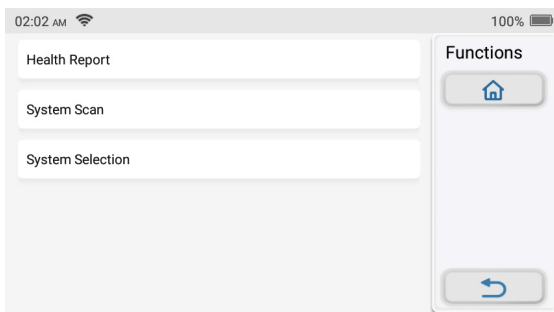 02:02 AM
100%
Health Report
System Scan
System Selection
Functions